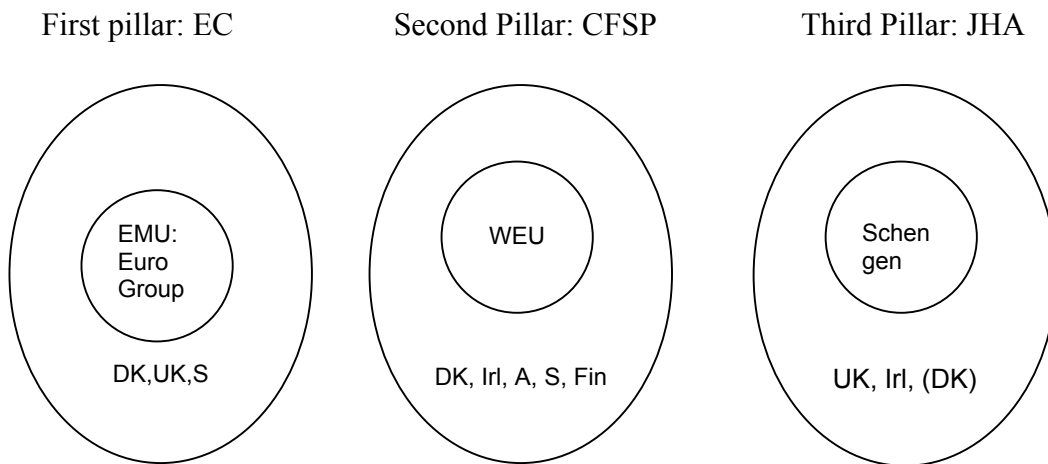 First pillar: EC
Second Pillar: CFSP
Third Pillar: JHA
EMU:
Euro
Group
DK,UK,S
WEU
DK, Irl, A, S, Fin
Schen
gen
UK, Irl, (DK)